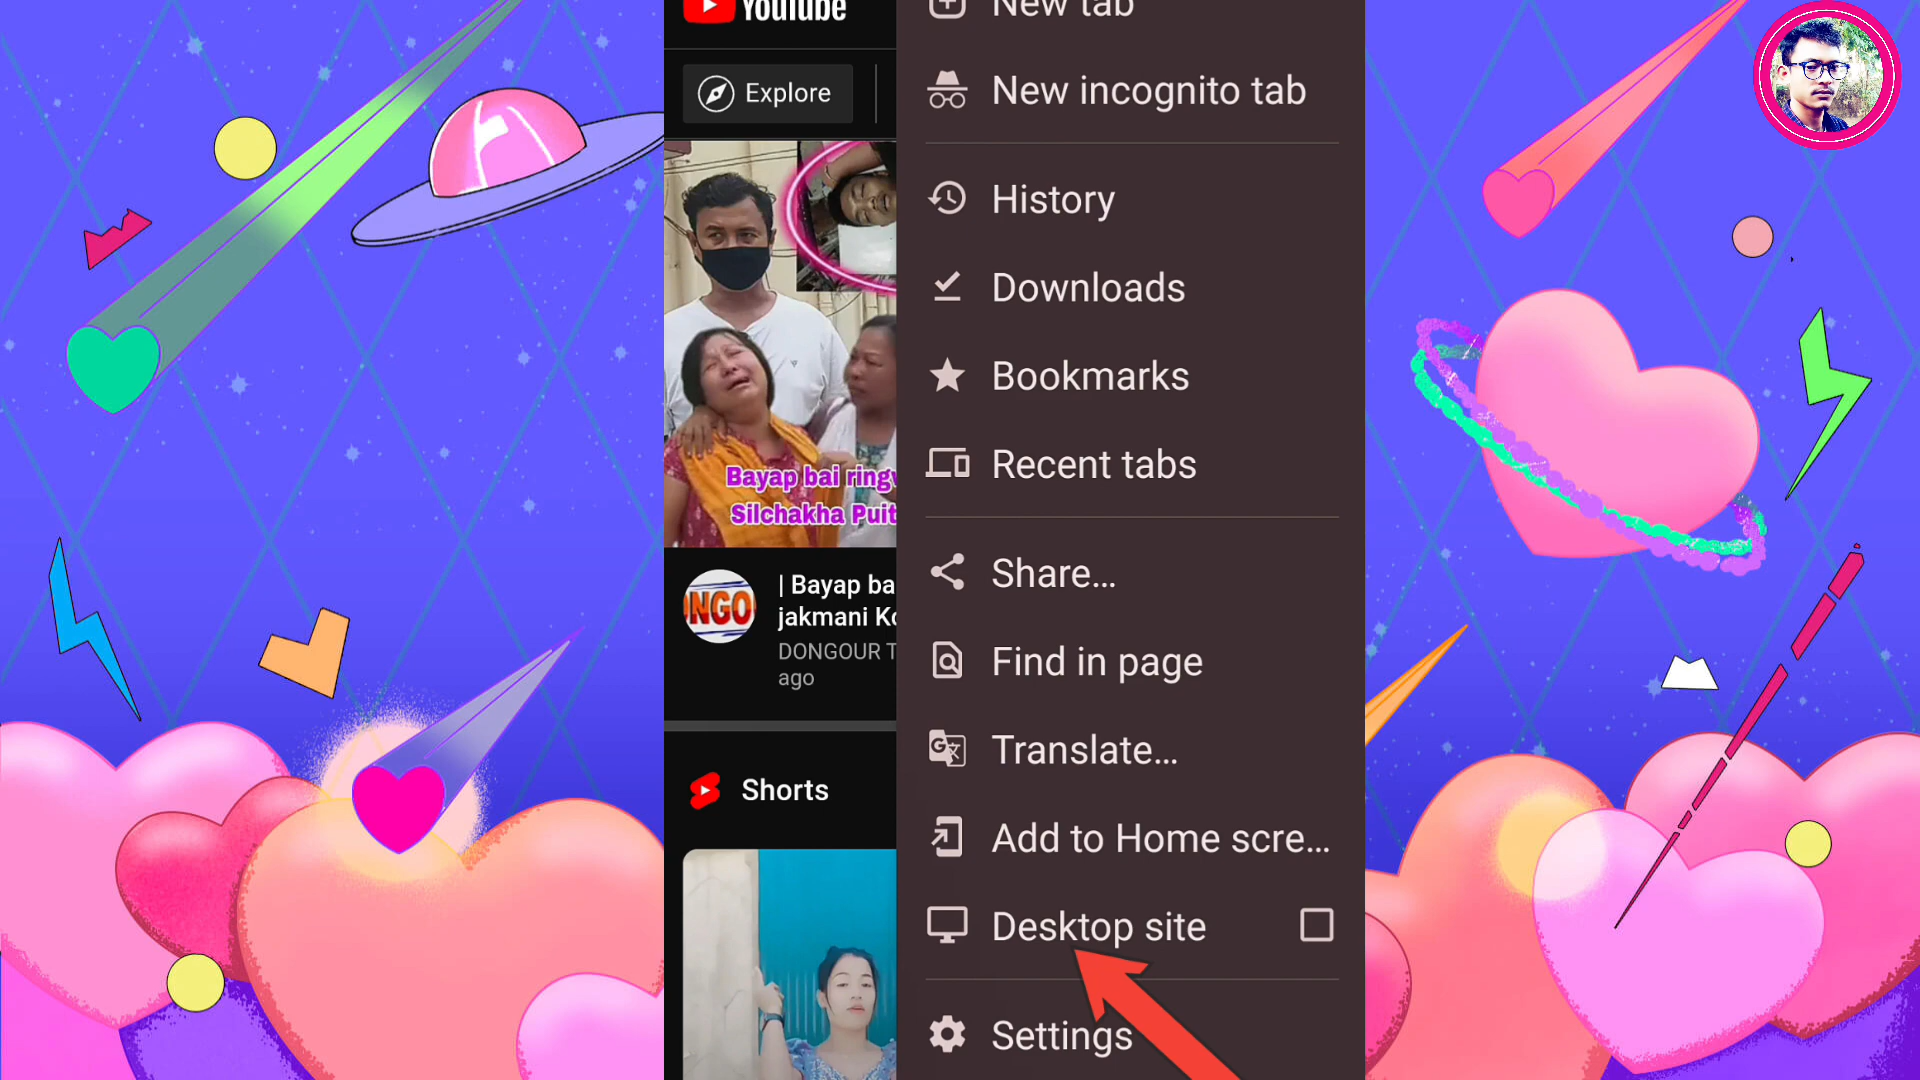 YouTube
Explore
Bayap bai ring
Silchakha Puit
NGO
| Bayap ba
jakmani Ko
DONGOUR T
ago
Shorts
New tab
New incognito tab
History
Downloads
Bookmarks
Recent tabs
Share...
Find in page
Translate...
Add to Home scre...
Desktop site
Settings